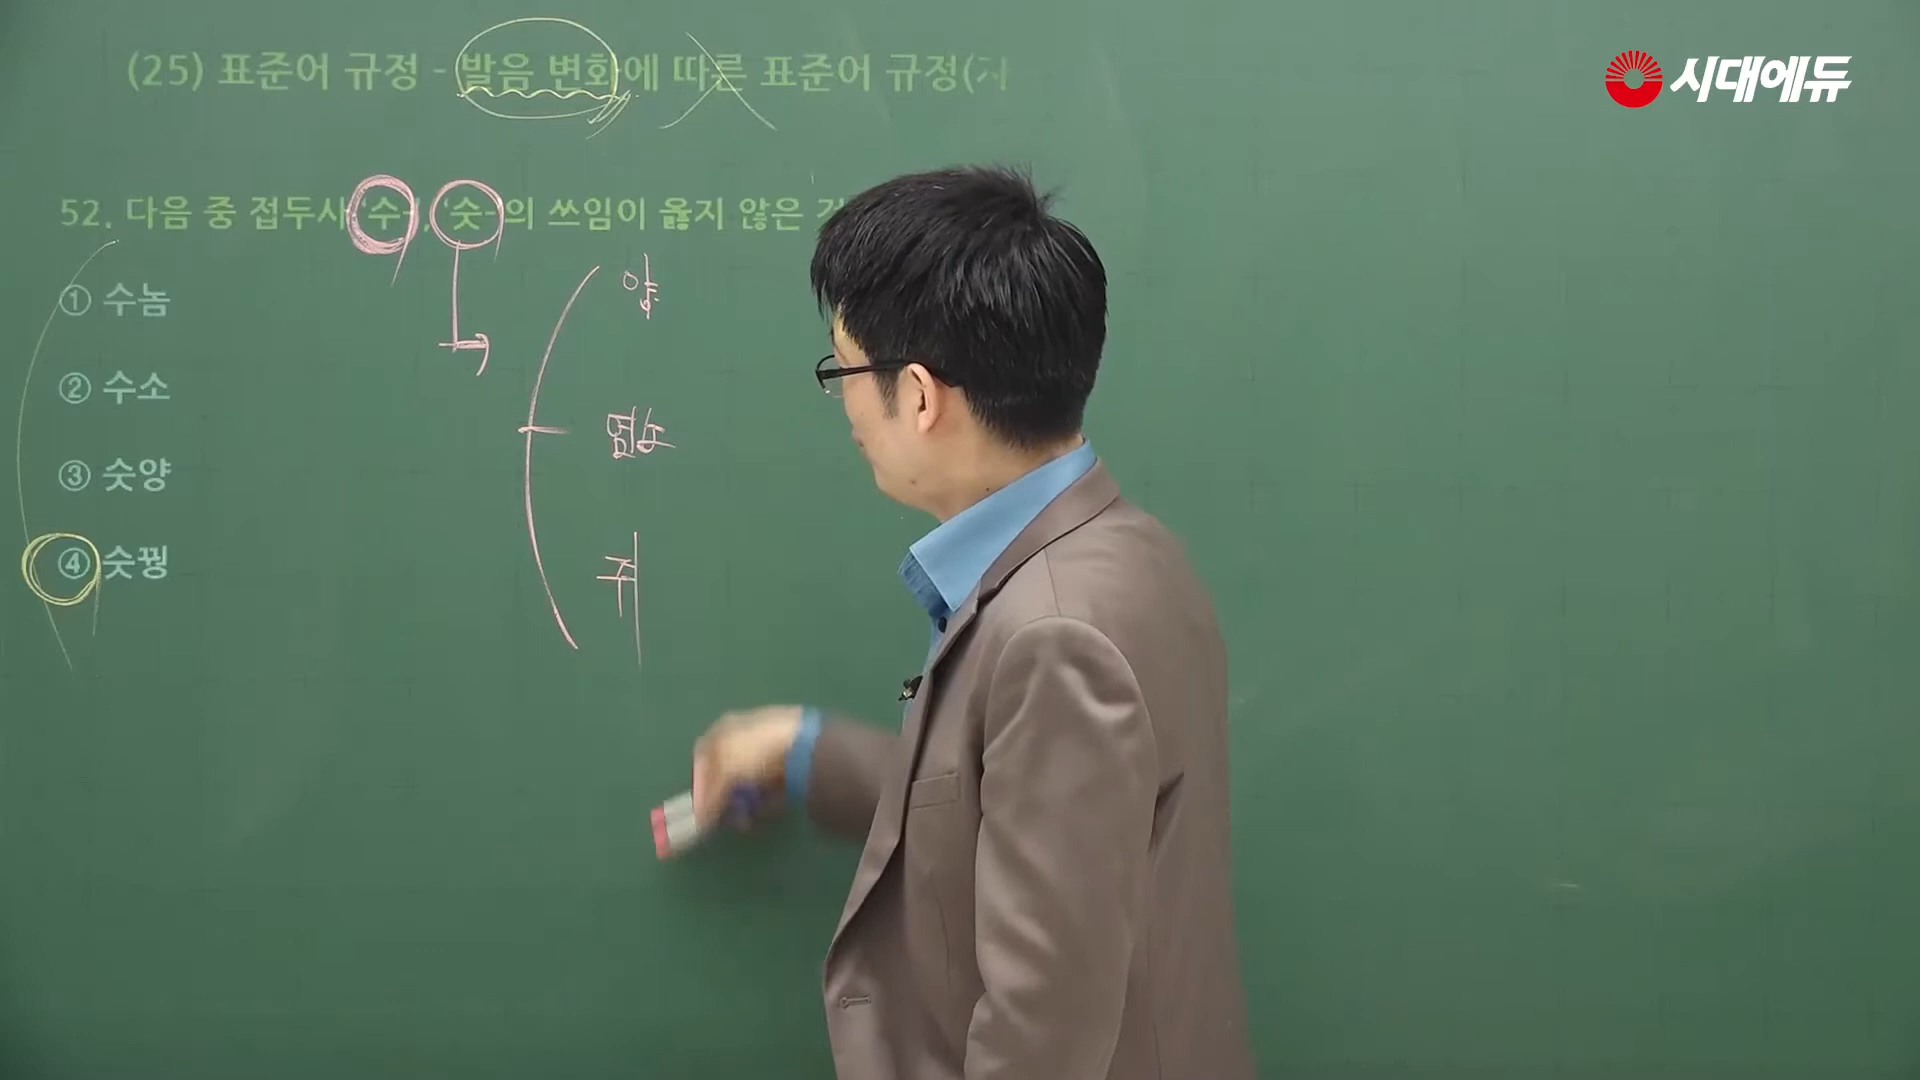 (25) 표준어 규정 - 발음 변화에 따른 표준어 규정(자
시대에듀
52. 다음 중 접두사 '수-', '숫-'의 쓰임이 옳지 않은
① 수놈
② 수소
③ 숫양
④ 숫꿩
양
염소
쥐